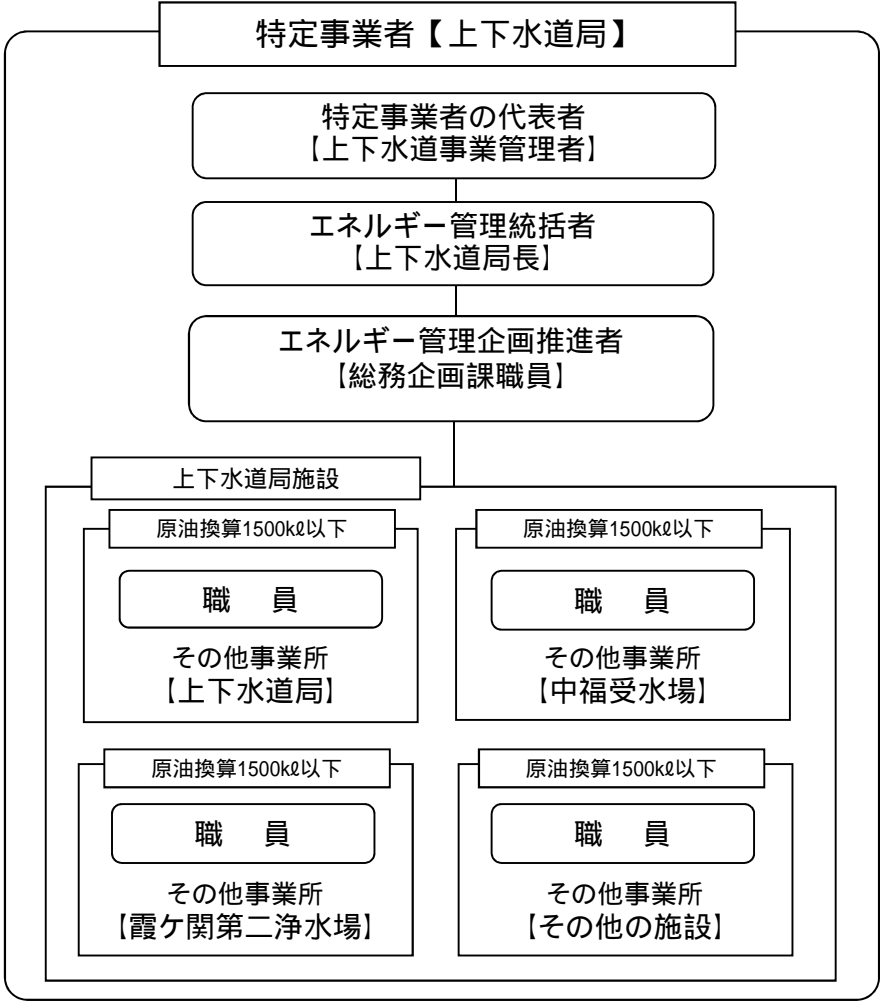 特定事業者【上下水道局】
特定事業者の代表者
【上下水道事業管理者】
エネルギー管理統括者
【上下水道局長】
エネルギー管理企画推進者
【総務企画課職員】
上下水道局施設
原油換算1500kℓ以下
職 員
その他事業所
【上下水道局】
原油換算1500kℓ以下
職 員
その他事業所
【中福受水場】
原油換算1500kℓ以下
職 員
その他事業所
【霞ケ関第二浄水場】
原油換算1500kℓ以下
職 員
その他事業所
【その他の施設】